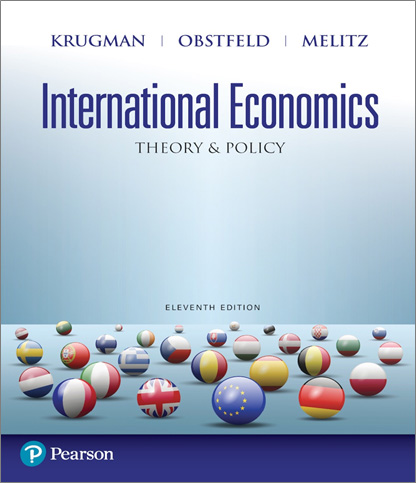 KRUGMAN | OBSTFELD | MELITZ
International Economics
THEORY & POLICY
ELEVENTH EDITION
Pearson